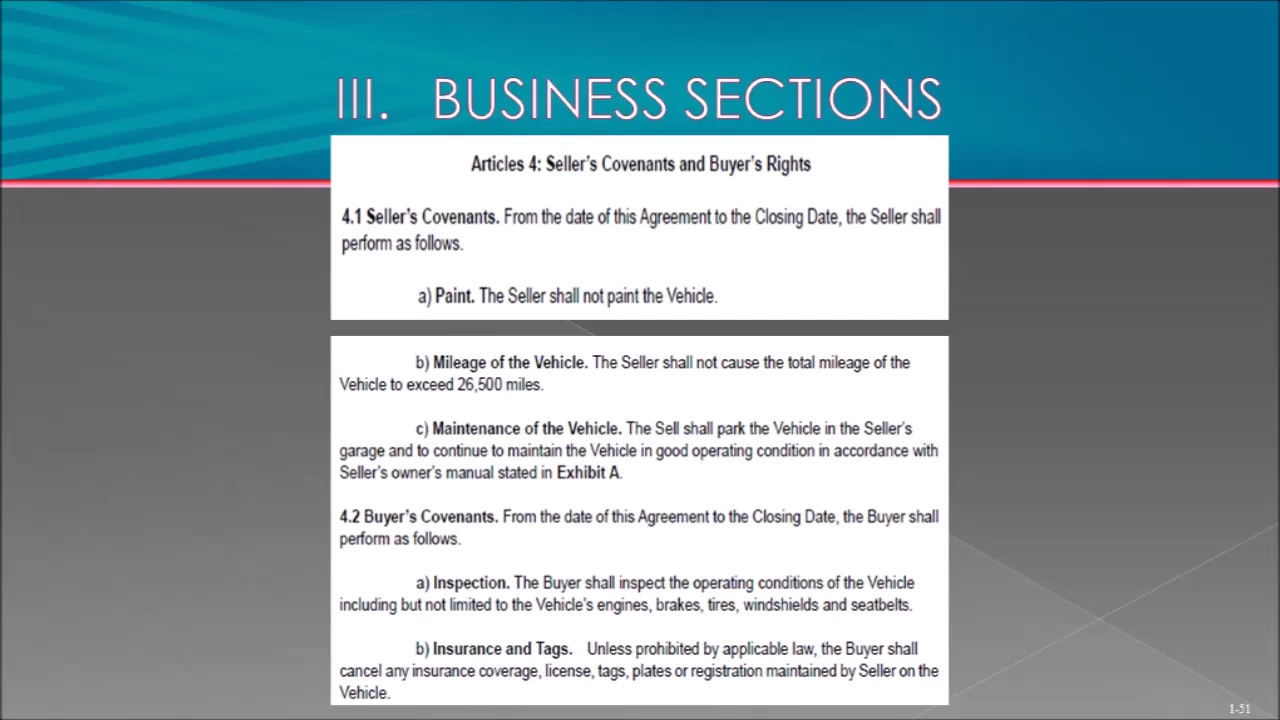 III. BUSINESS SECTIONS
Articles 4: Seller's Covenants and Buyer's Rights
4.1 Seller's Covenants. From the date of this Agreement to the Closing Date, the Seller shall
perform as follows.
a) Paint. The Seller shall not paint the Vehicle.
b) Mileage of the Vehicle. The Seller shall not cause the total mileage of the
Vehicle to exceed 26,500 miles.
c) Maintenance of the Vehicle. The Sell shall park the Vehicle in the Seller's
garage and to continue to maintain the Vehicle in good operating condition in accordance with
Seller's owner's manual stated in Exhibit A.
4.2 Buyer's Covenants. From the date of this Agreement to the Closing Date, the Buyer shall
perform as follows.
a) Inspection. The Buyer shall inspect the operating conditions of the Vehicle
including but not limited to the Vehicle's engines, brakes, tires, windshields and seatbelts.
b) Insurance and Tags. Unless prohibited by applicable law, the Buyer shall
cancel any insurance coverage, license, tags, plates or registration maintained by Seller on the
Vehicle.
1-51